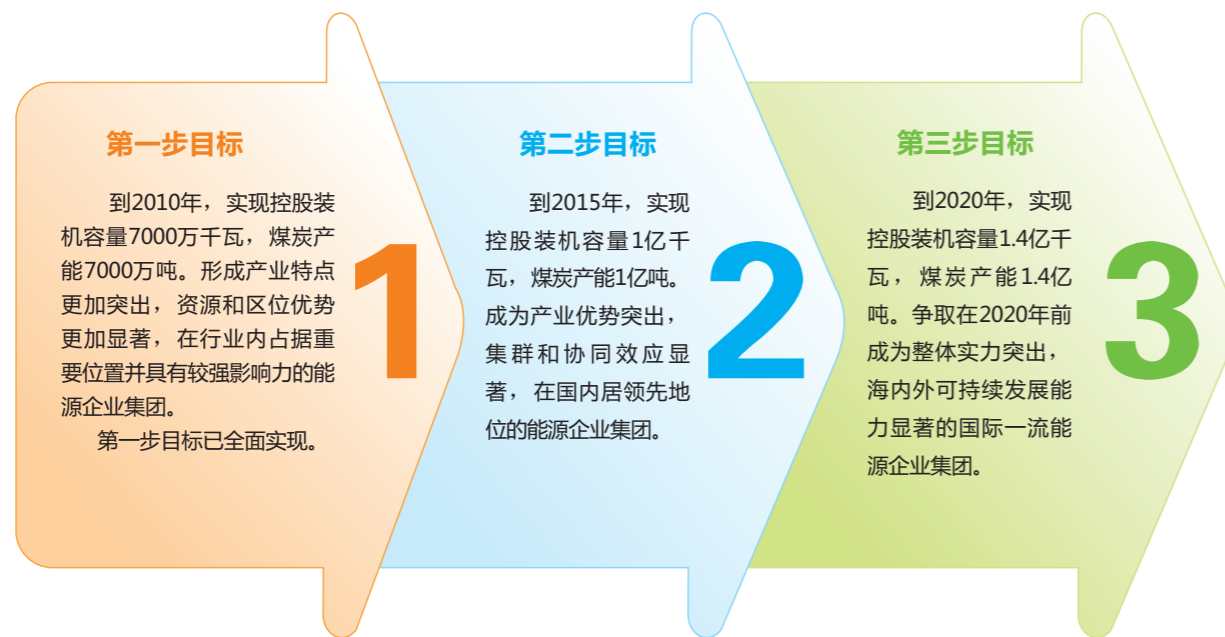 第一步目标
到2010年，实现控股装
机容量7000万千瓦，煤炭产
能7000万吨。形成产业特点
更加突出，资源和区位优势
更加显著，在行业内占据重
要位置并具有较强影响力的能
源企业集团。
第一步目标已全面实现。
1
第二步目标
到2015年，实现
控股装机容量1亿千
瓦，煤炭产能1亿吨。
成为产业优势突出，
集群和协同效应显
著，在国内居领先地
位的能源企业集团。
2
第三步目标
到2020年，实现
控股装机容量1.4亿千
瓦，煤炭产能1.4亿
吨。争取在2020年前
成为整体实力突出，
海内外可持续发展能
力显著的国际一流能
源企业集团。
3